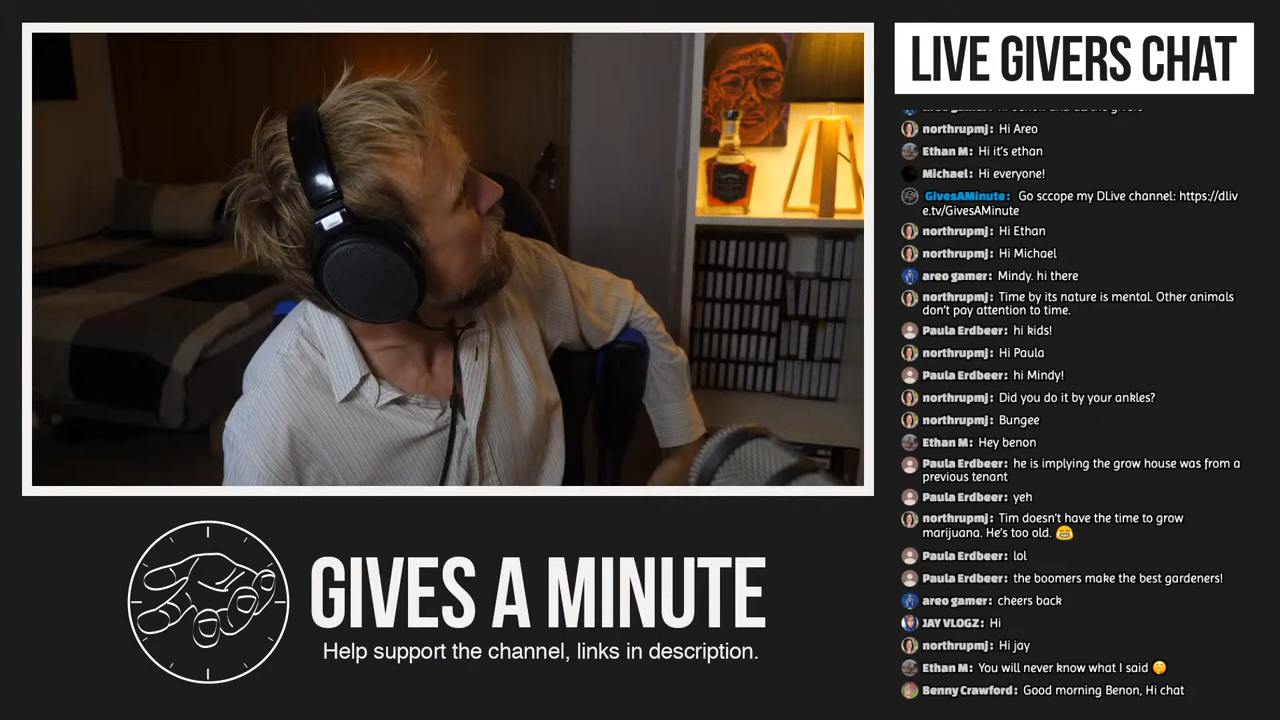 LIVE GIVERS CHAT
northrupmj: Hi Areo
Ethan M: Hi it's ethan
Michael: Hi everyone!
GivesAMinute: Go sccope my DLive channel: https://dliv
e.tv/GivesAMinute
northrupmj: Hi Ethan
northrupmj: Hi Michael
areo gamer: Mindy. hi there
northrupmj: Time by its nature is mental. Other animals
don't pay attention to time.
Paula Erdbeer: hi kids!
northrupmj: Hi Paula
Paula Erdbeer: hi Mindy!
northrupmj: Did you do it by your ankles?
northrupmj: Bungee
Ethan M: Hey benon
Paula Erdbeer: he is implying the grow house was from a
previous tenant
Paula Erdbeer: yeh
northrupmj: Tim doesn't have the time to grow
marijuana. He's too old. 😂
Paula Erdbeer: lol
Paula Erdbeer: the boomers make the best gardeners!
areo gamer: cheers back
JAY VLOGZ: Hi
northrupmj: Hi jay
Ethan M: You will never know what I said 🤫
Benny Crawford: Good morning Benon, Hi chat
GIVES A MINUTE
Help support the channel, links in description.